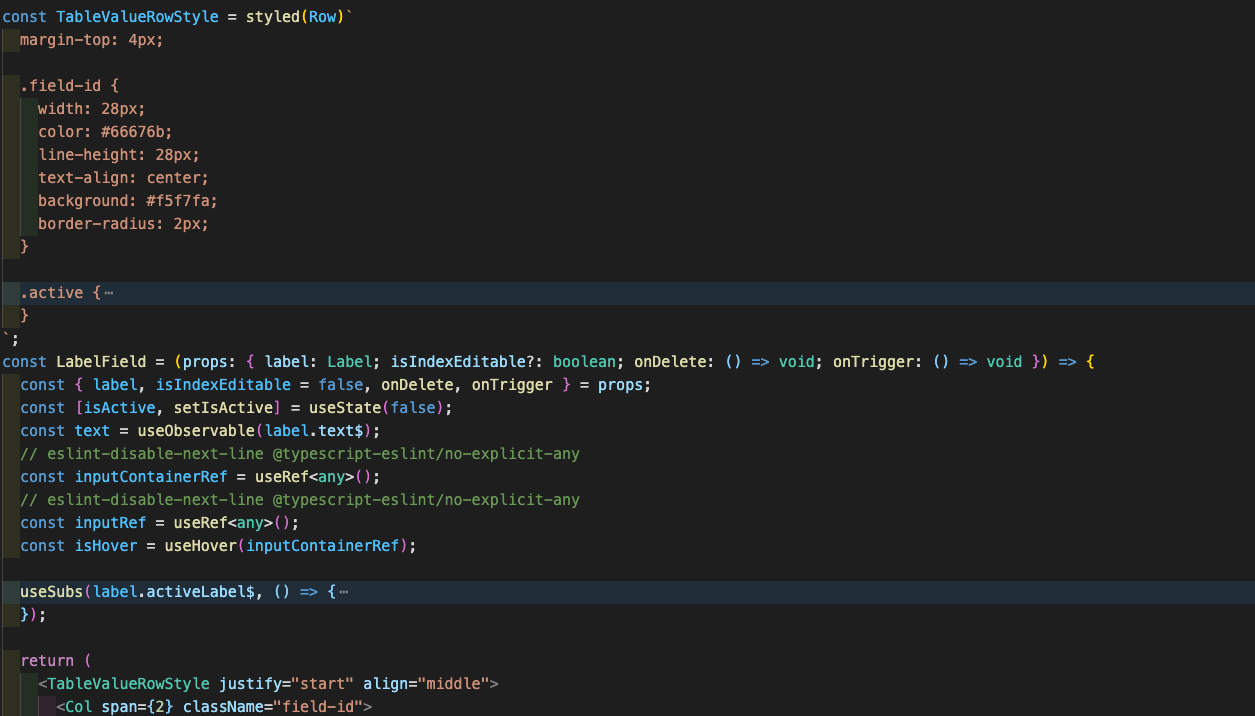 const TableValueRowStyle = styled(Row)`
  margin-top: 4px;

  .field-id {
    width: 28px;
    color: #66676b;
    line-height: 28px;
    text-align: center;
    background: #f5f7fa;
    border-radius: 2px;
  }

  .active {⋯
  }
`;
const LabelField = (props: { label: Label; isIndexEditable?: boolean; onDelete: () => void; onTrigger: () => void }) => {
  const { label, isIndexEditable = false, onDelete, onTrigger } = props;
  const [isActive, setIsActive] = useState(false);
  const text = useObservable(label.text$);
  // eslint-disable-next-line @typescript-eslint/no-explicit-any
  const inputContainerRef = useRef<any>();
  // eslint-disable-next-line @typescript-eslint/no-explicit-any
  const inputRef = useRef<any>();
  const isHover = useHover(inputContainerRef);

  useSubs(label.activeLabel$, () => {⋯
  });

  return (
    <TableValueRowStyle justify="start" align="middle">
      <Col span={2} className="field-id">